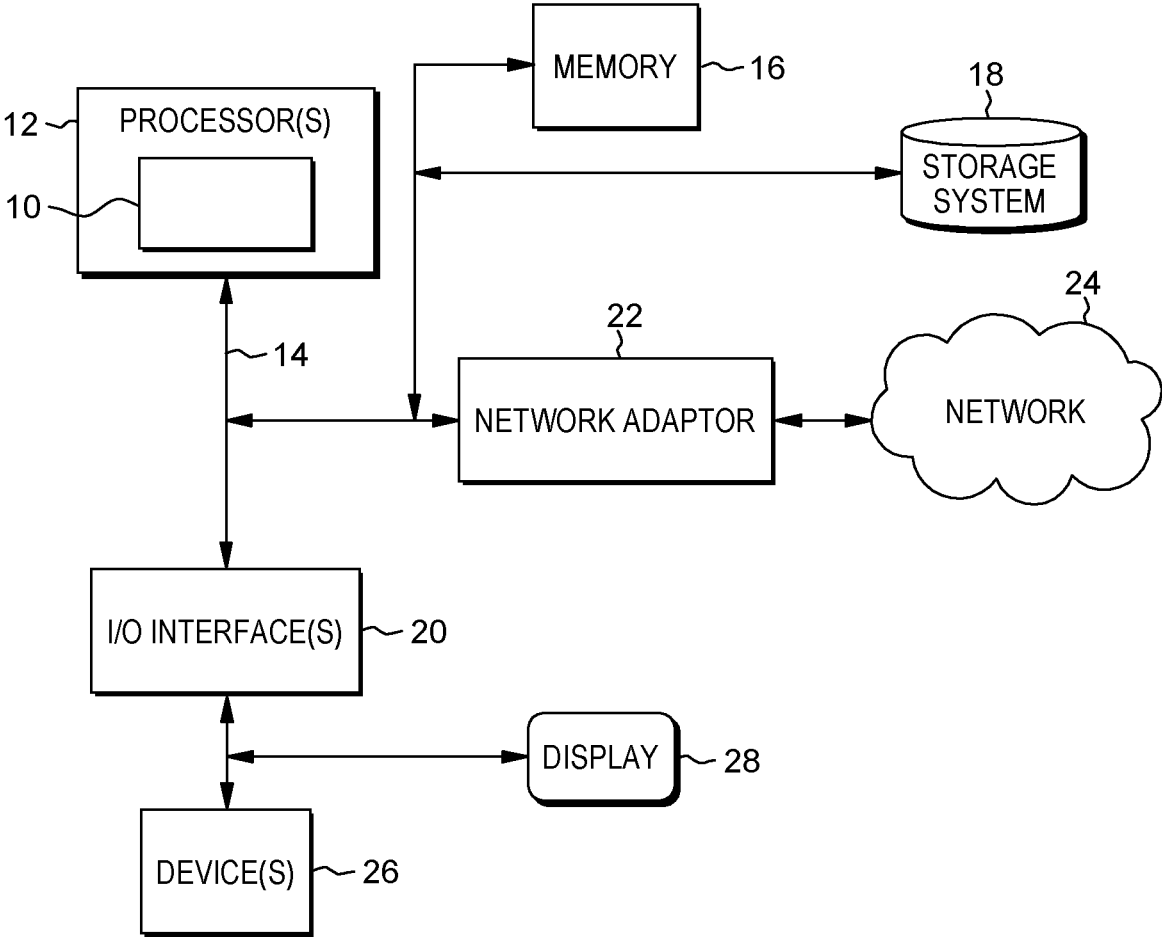 MEMORY
16
18
12
PROCESSOR(S)
STORAGE
SYSTEM
10
24
22
14
NETWORK ADAPTOR
NETWORK
I/O INTERFACE(S)
20
DISPLAY
28
DEVICE(S)
26